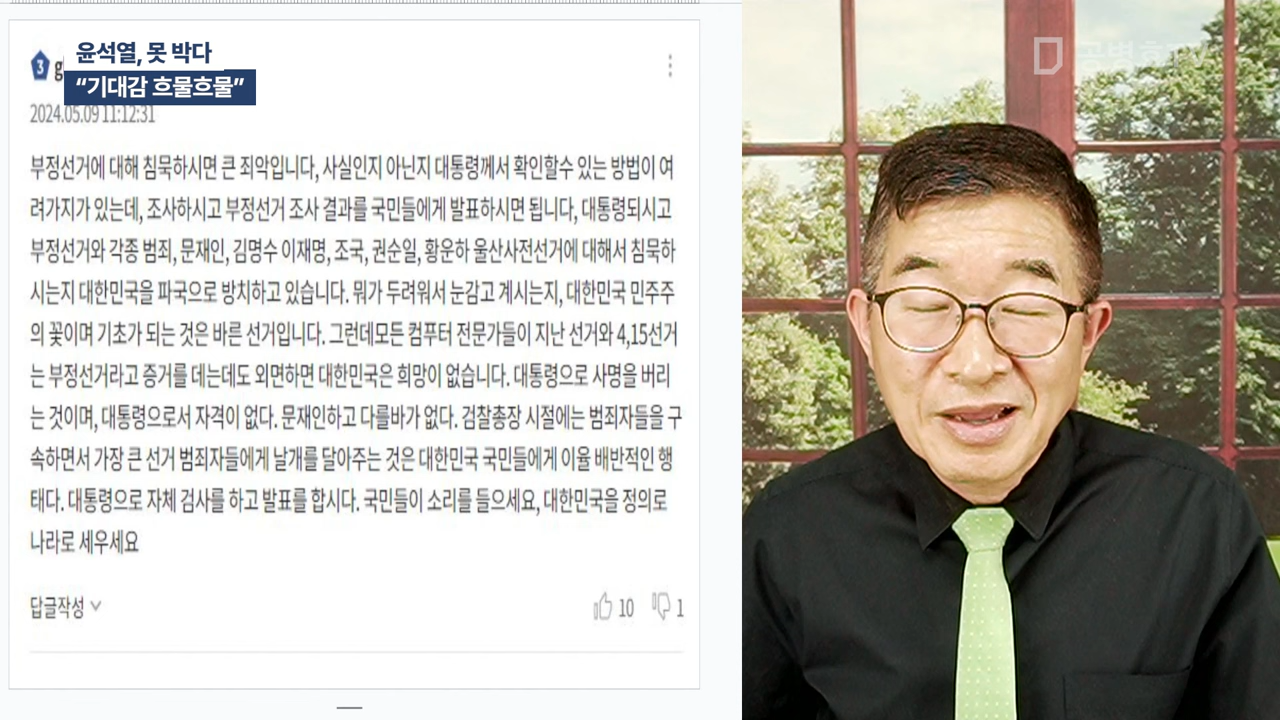 윤석열, 못 박다
“기대감 흐물흐물”
3 g
2024.05.09 11:12:31
부정선거에 대해 침묵하시면 큰 죄악입니다, 사실인지 아닌지 대통령께서 확인할수 있는 방법이 여
려가지가 있는데, 조사하시고 부정선거 조사 결과를 국민들에게 발표하시면 됩니다, 대통령되시고
부정선거와 각종 범죄, 문재인, 김명수 이재명, 조국, 권순일, 황운하 울산사전선거에 대해서 침묵하
시는지 대한민국을 파국으로 방치하고 있습니다. 뭐가 두려워서 눈감고 계시는지, 대한민국 민주주
의 꽃이며 기초가 되는 것은 바른 선거입니다. 그런데모든 컴푸터 전문가들이 지난 선거와 4,15선거
는 부정선거라고 증거를 데는데도 외면하면 대한민국은 희망이 없습니다. 대통령으로 사명을 버리
는 것이며, 대통령으로서 자격이 없다. 문재인하고 다를바가 없다. 검찰총장 시절에는 범죄자들을 구
속하면서 가장 큰 선거 범죄자들에게 날개를 달아주는 것은 대한민국 국민들에게 이율 배반적인 행
태다. 대통령으로 자체 검사를 하고 발표를 합시다. 국민들이 소리를 들으세요, 대한민국을 정의로
나라로 세우세요
답글작성
10 1
공병호TV